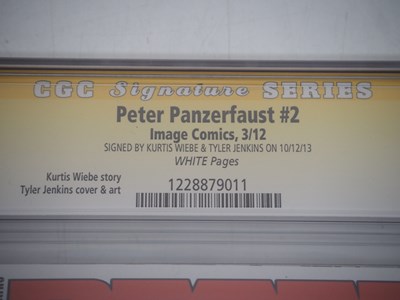 CGC Signature SERIES
Peter Panzerfaust #2
Image Comics, 3/12
SIGNED BY KURTIS WIEBE & TYLER JENKINS ON 10/12/13
WHITE Pages
Kurtis Wiebe story
Tyler Jenkins cover & art
1228879011